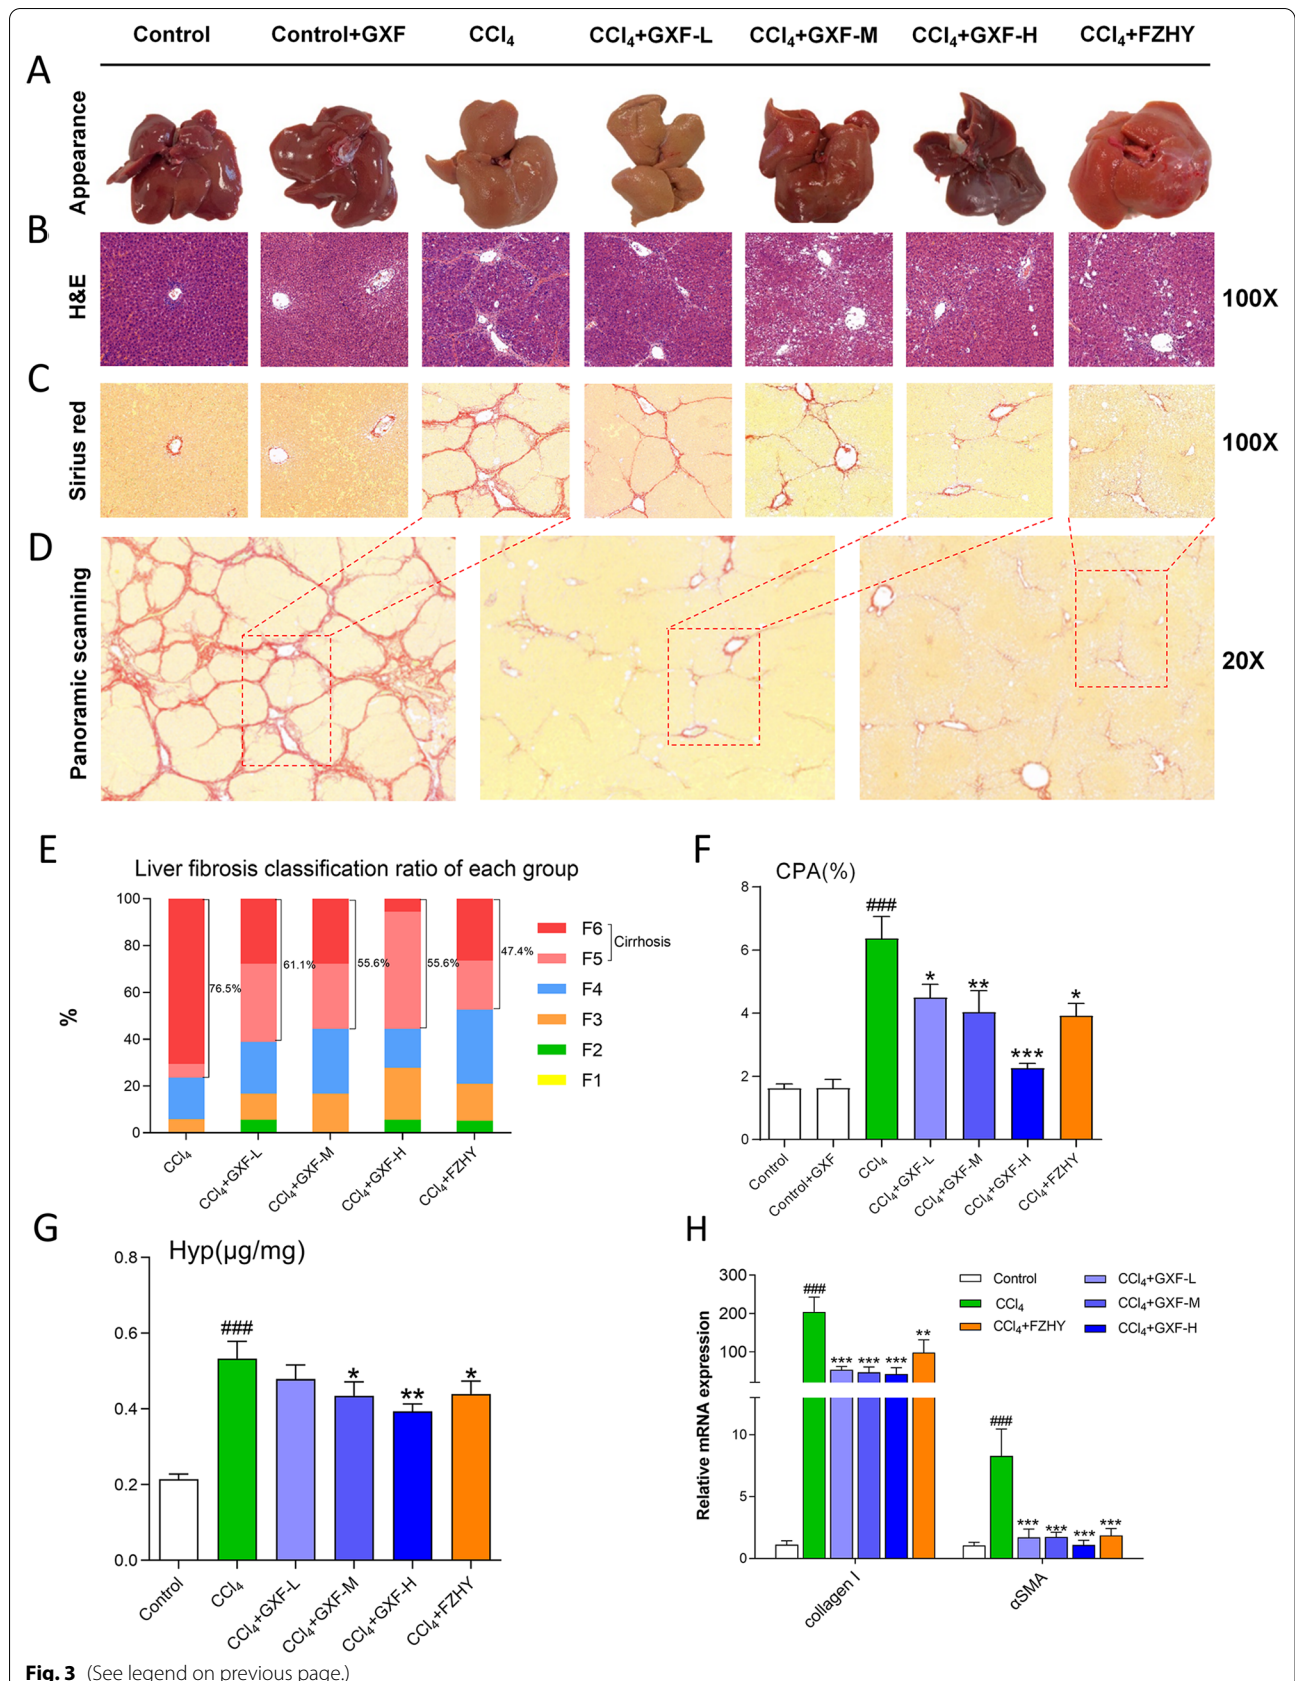 Control Control+GXF CCl4 CCl4+GXF-L CCl4+GXF-M CCl4+GXF-H CCl4+FZHY
A
Appearance
B
H&E
100X
C
Sirius red
100X
D
Panoramic scanning
20X
E
Liver fibrosis classification ratio of each group
%
100
80
60
40
20
0
76.5%
61.1%
55.6%
55.6%
47.4%
F6
F5
Cirrhosis
F4
F3
F2
F1
CCl4
CCl4+GXF-L
CCl4+GXF-M
CCl4+GXF-H
CCl4+FZHY
F
CPA(%)
8
6
4
2
0
###
*
**
***
*
Control
Control+GXF
CCl4
CCl4+GXF-L
CCl4+GXF-M
CCl4+GXF-H
CCl4+FZHY
G
Hyp(µg/mg)
0.8
0.6
0.4
0.2
0.0
###
*
**
*
Control
CCl4
CCl4+GXF-L
CCl4+GXF-M
CCl4+GXF-H
CCl4+FZHY
H
Relative mRNA expression
300
200
100
10
5
0
Control
CCl4
CCl4+FZHY
CCl4+GXF-L
CCl4+GXF-M
CCl4+GXF-H
###
*** *** *** **
###
*** *** *** ***
collagen I
αSMA
Fig. 3 (See legend on previous page.)